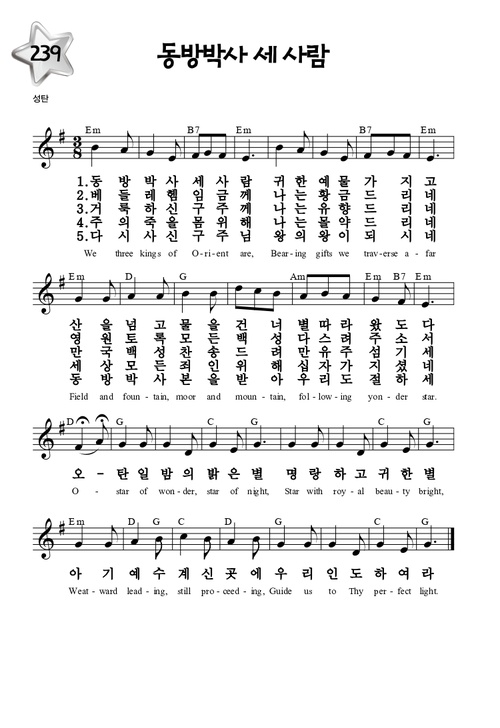 239
동방박사 세 사람
성탄
Em B7 Em B7 Em
3/8
1.동 방 박 사 세 사 람 귀 한 예 물 가 지 고
2.베 들 레 헴 임 금 께 나 는 황 금 드 리 네
3.거 룩 하 신 구 주 께 나 는 유 향 드 리 네
4.주 의 죽 을 몸 위 해 나 는 몰 약 드 리 네
5.다 시 사 신 구 주 님 왕 의 왕 이 되 시 네
We three kings of O-ri-ent are, Bear-ing gifts we trav-erse a-far
Em D G Am Em B7 Em
산 을 넘 고 물 을 건 너 별 따 라 왔 도 다
영 원 토 록 모 든 백 성 다 스 려 주 소 서
만 국 백 성 찬 송 드 려 만 유 주 섬 기 세
세 상 모 든 죄 인 위 해 십 자 가 지 셨 네
동 방 박 사 본 을 받 아 우 리 도 절 하 세
Field and foun-tain, moor and moun-tain, fol-low-ing yon-der star.
D G G C G G C G
오 - 탄 일 밤 의 밝 은 별 명 랑 하 고 귀 한 별
O - star of won-der, star of night, Star with roy-al beau-ty bright,
Em D G C D G C G
아 기 예 수 계 신 곳 에 우 리 인 도 하 여 라
Weat-ward lead-ing, still pro-ceed-ing, Guide us to Thy per-fect light.